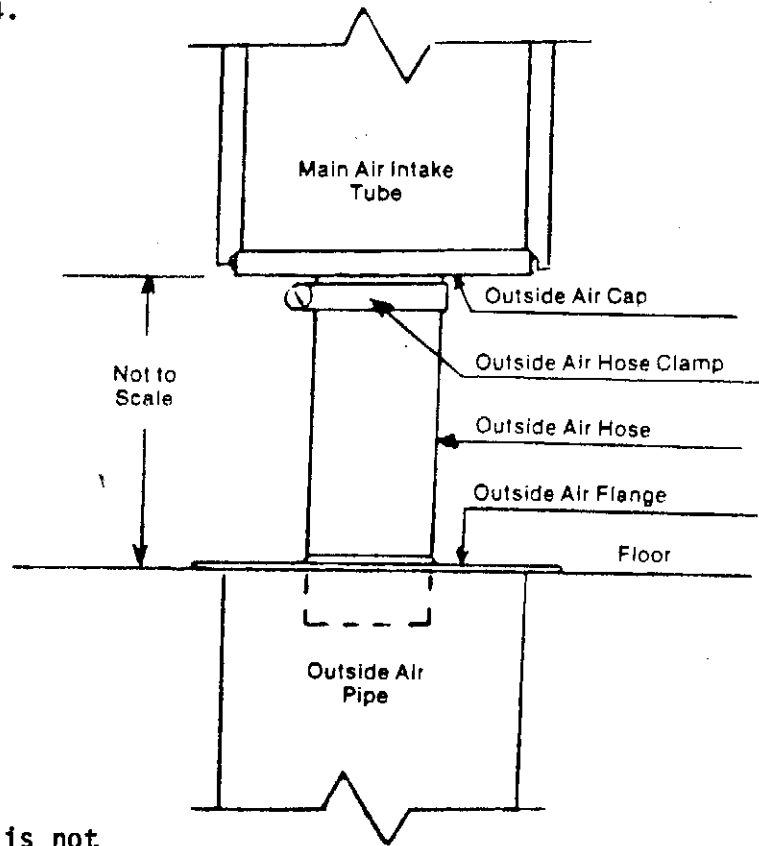 4.
Main Air Intake
Tube
Outside Air Cap
Outside Air Hose Clamp
Not to
Scale
Outside Air Hose
Outside Air Flange
Floor
Outside Air
Pipe
is not